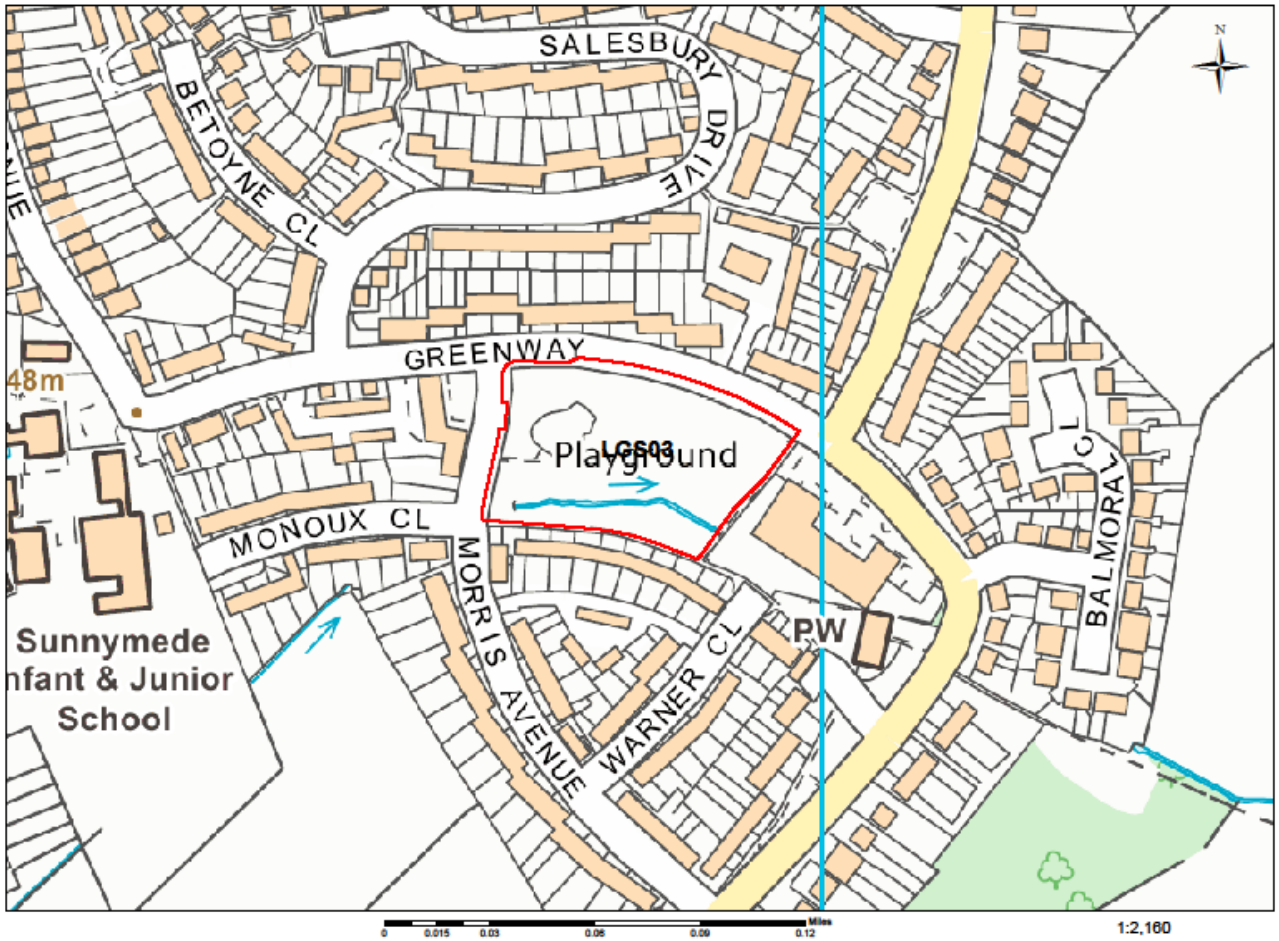 N
SALESBURY DRIVE
BETOYNE CL
GREENWAY
48m
LGS03
Playground
BALMORAL CL
MONOUX CL
MORRIS AVENUE
WARNER CL
PW
Sunnymede
nfant & Junior
School
Miles
0 0.015 0.03 0.06 0.09 0.12
1:2,160